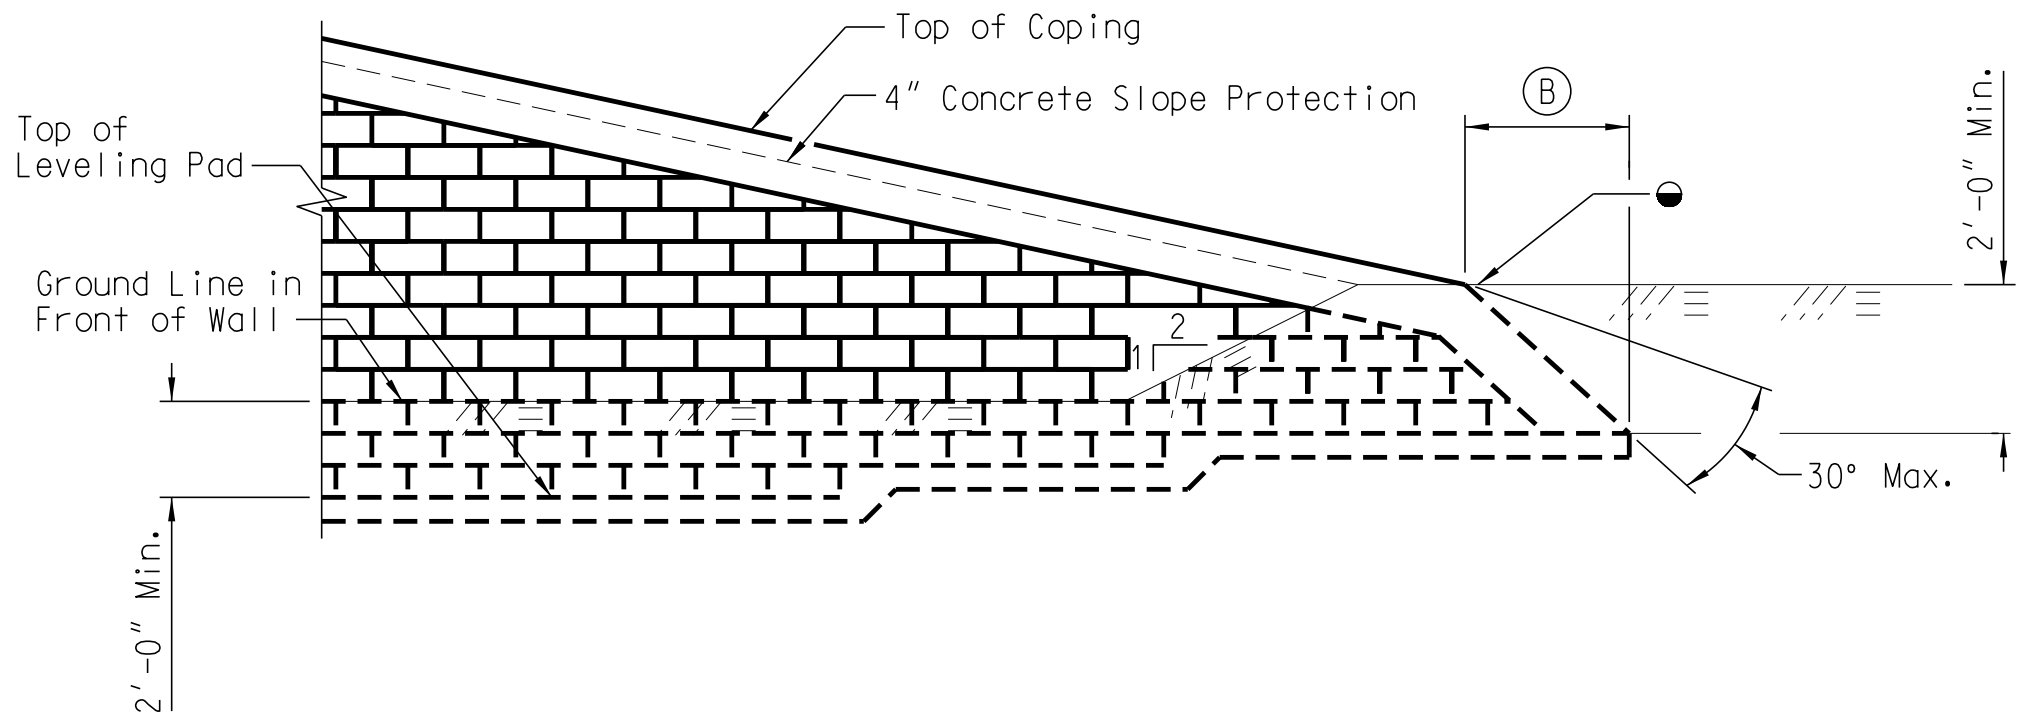 Top of Coping
4" Concrete Slope Protection
B
2'-0" Min.
Top of
Leveling Pad
Ground Line in
Front of Wall
2
1
30° Max.
2'-0" Min.